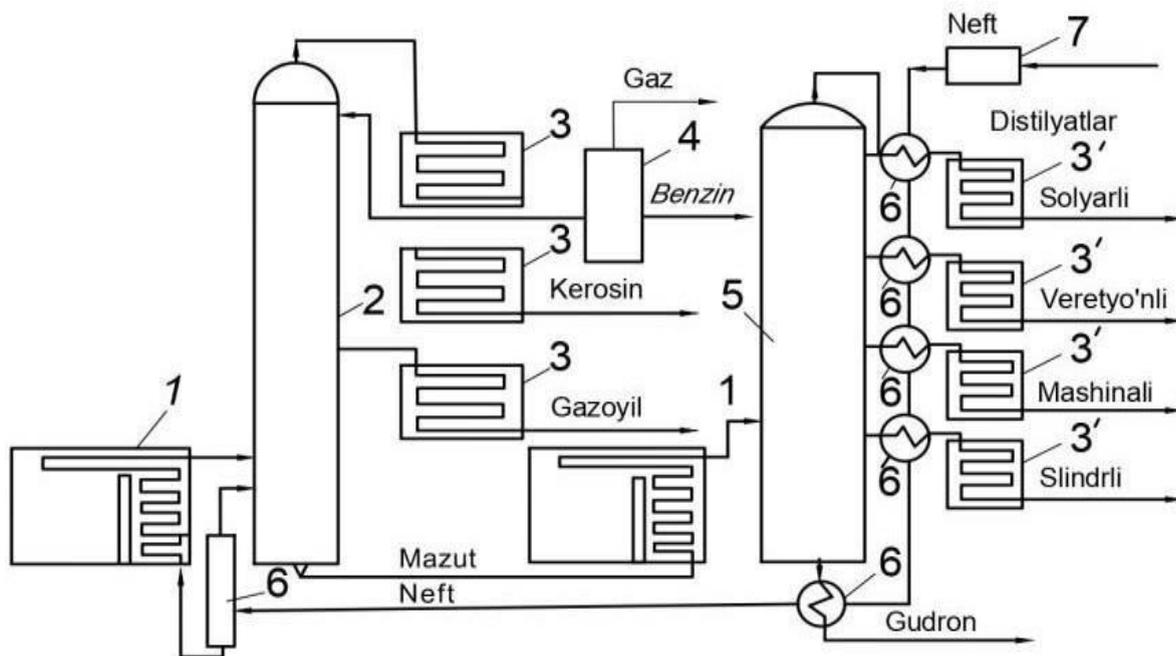 Neft 7
Gaz
3 4 Distilyatlar
3′
Benzin 6 Solyarli
3 3′
2 Kerosin 5 6 Veretyo'nli
3 3′
1 Gazoyil 1 6 Mashinali
3′
6 Slindrli
Mazut 6
6 Neft
Gudron